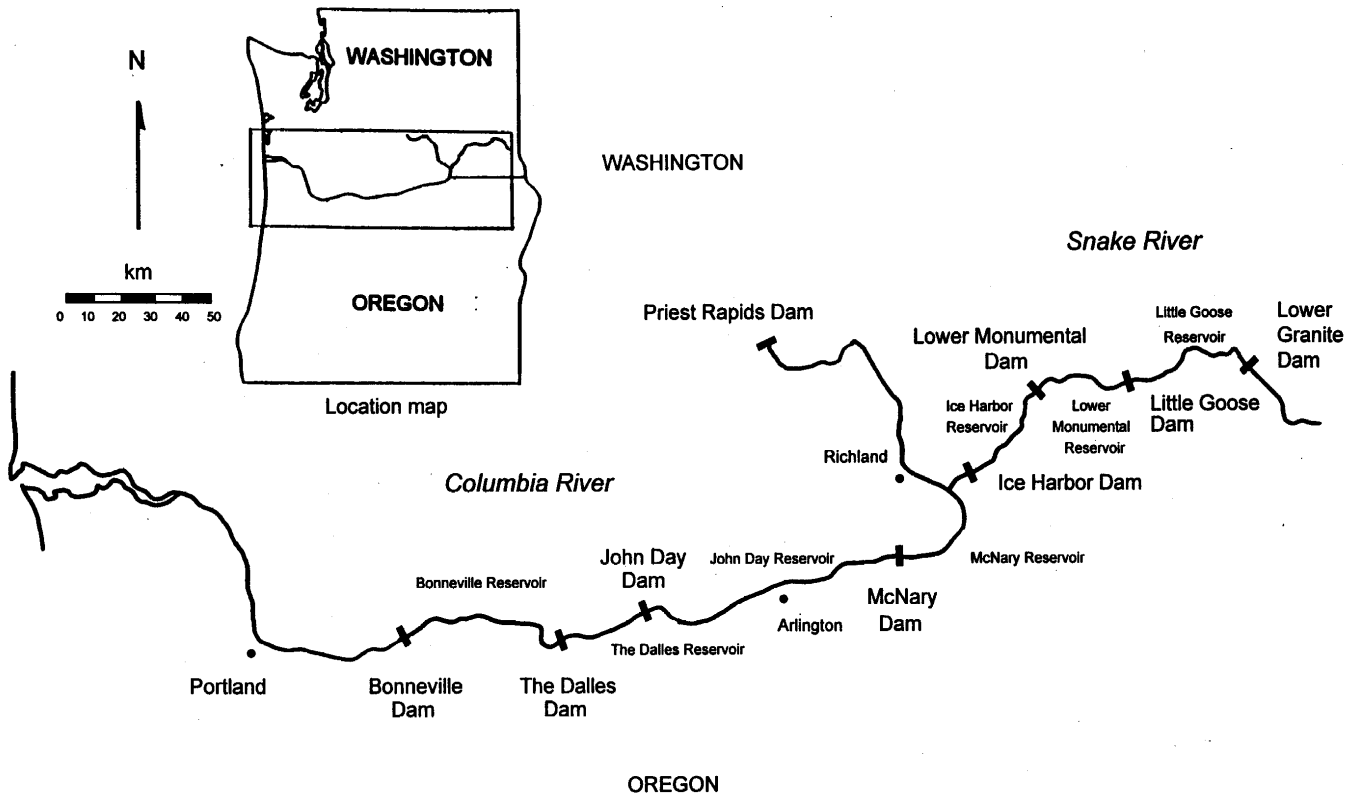 N
WASHINGTON
WASHINGTON
km
0 10 20 30 40 50
OREGON
Location map
Snake River
Priest Rapids Dam
Lower Monumental
Dam
Little Goose
Reservoir
Lower
Granite
Dam
Ice Harbor
Reservoir
Lower
Monumental
Reservoir
Little Goose
Dam
Richland
Ice Harbor Dam
Columbia River
John Day
Dam
John Day Reservoir
McNary Reservoir
Bonneville Reservoir
McNary
Dam
Arlington
The Dalles Reservoir
Portland
Bonneville
Dam
The Dalles
Dam
OREGON